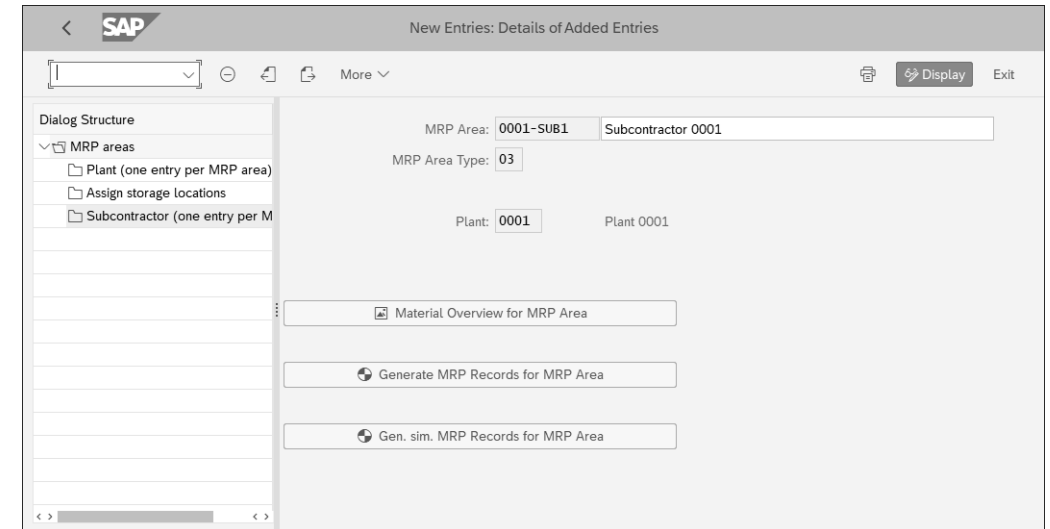 SAP
New Entries: Details of Added Entries
More
Display
Exit
Dialog Structure
MRP areas
Plant (one entry per MRP area)
Assign storage locations
Subcontractor (one entry per M
MRP Area: 0001-SUB1 Subcontractor 0001
MRP Area Type: 03
Plant: 0001 Plant 0001
Material Overview for MRP Area
Generate MRP Records for MRP Area
Gen. sim. MRP Records for MRP Area